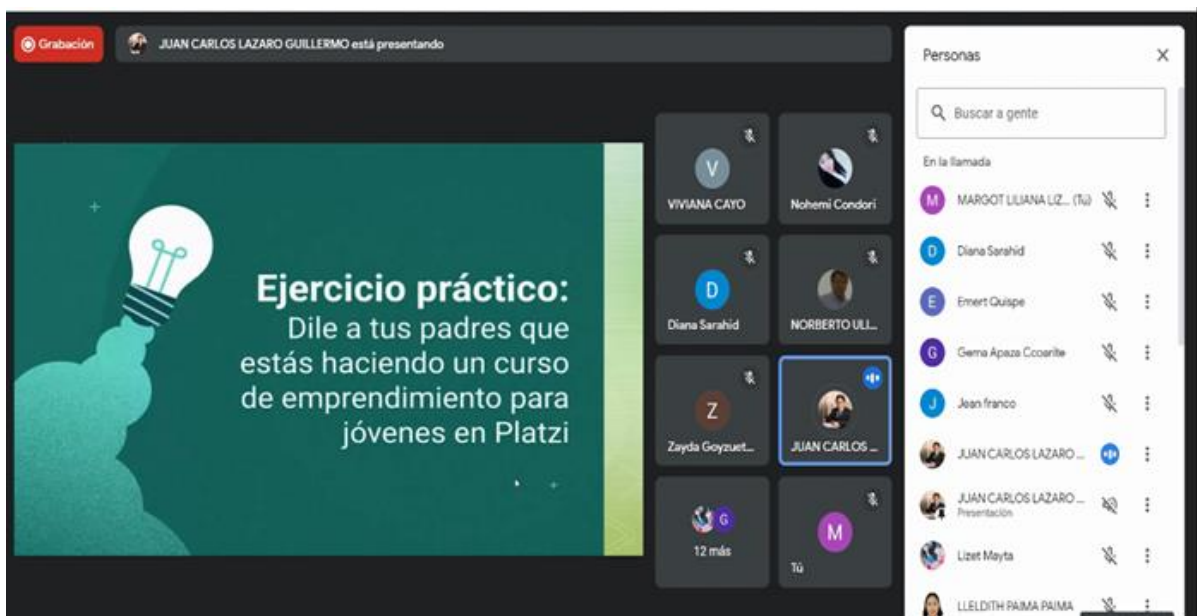 Grabación
JUAN CARLOS LAZARO GUILLERMO está presentando
Ejercicio práctico:
Dile a tus padres que
estás haciendo un curso
de emprendimiento para
jóvenes en Platzi
V
VIVIANA CAYO
Nohemi Condori
D
Diana Sarahid
NORBERTO ULI...
Z
Zayda Goyzuet...
JUAN CARLOS ...
G
12 más
M
Tú
Personas
Buscar a gente
En la llamada
M
MARGOT LILIANA LIZ... (Tú)
D
Diana Sarahid
E
Emert Quispe
G
Gema Apaza Ccoarite
J
Jean franco
JUAN CARLOS LAZARO ...
JUAN CARLOS LAZARO ...
Presentación
Lizet Mayta
LLELDITH PAIMA PAIMA